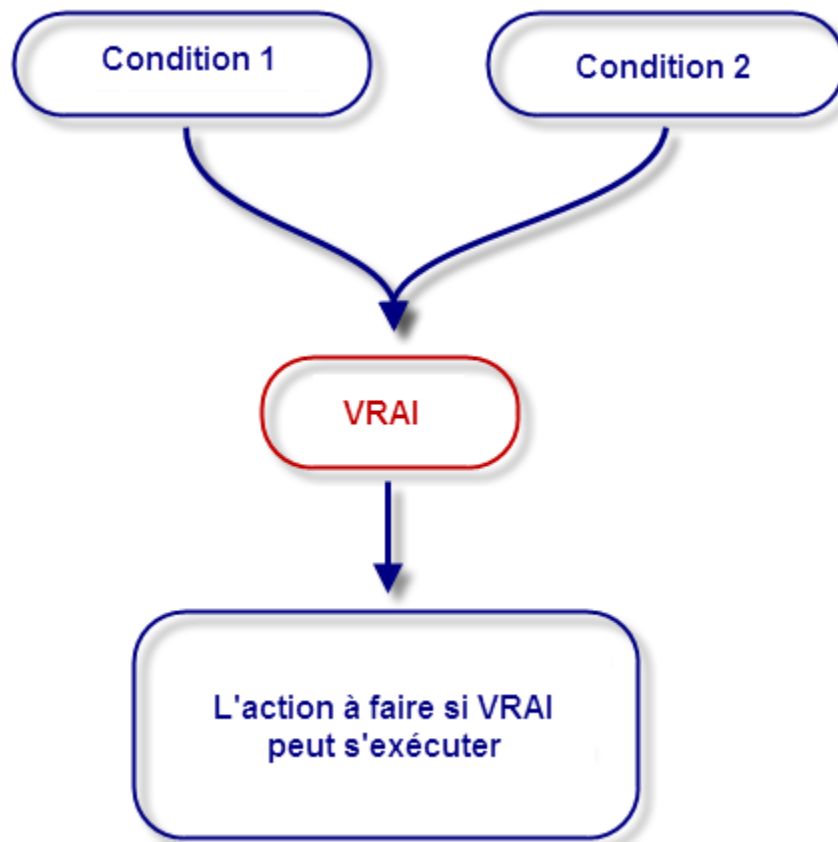 Condition 1
Condition 2
VRAI
L'action à faire si VRAI
peut s'exécuter